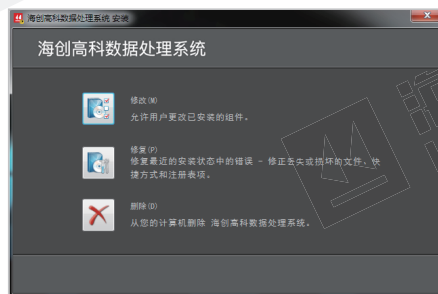 海创高科数据处理系统 安装
海创高科数据处理系统
修改(M)
允许用户更改已安装的组件。
修复(P)
修复最近的安装状态中的错误 - 修正丢失或损坏的文件、快
捷方式和注册表项。
删除(D)
从您的计算机删除 海创高科数据处理系统。